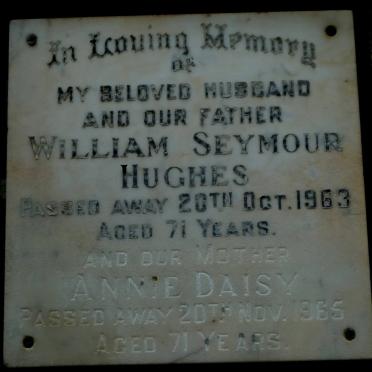 In Loving Memory
OF
MY BELOVED HUSBAND
AND OUR FATHER
WILLIAM SEYMOUR
HUGHES
PASSED AWAY 20TH OCT. 1963
AGED 71 YEARS.
AND OUR MOTHER
ANNIE DAISY
PASSED AWAY 20TH NOV. 1965
AGED 71 YEARS.